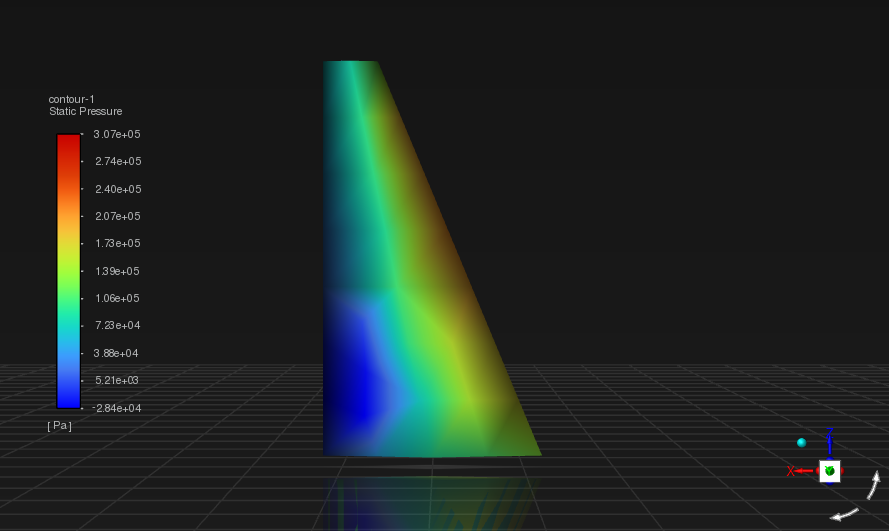 contour-1
Static Pressure
3.07e+05
2.74e+05
2.40e+05
2.07e+05
1.73e+05
1.39e+05
1.06e+05
7.23e+04
3.88e+04
5.21e+03
-2.84e+04
[ Pa ]
X